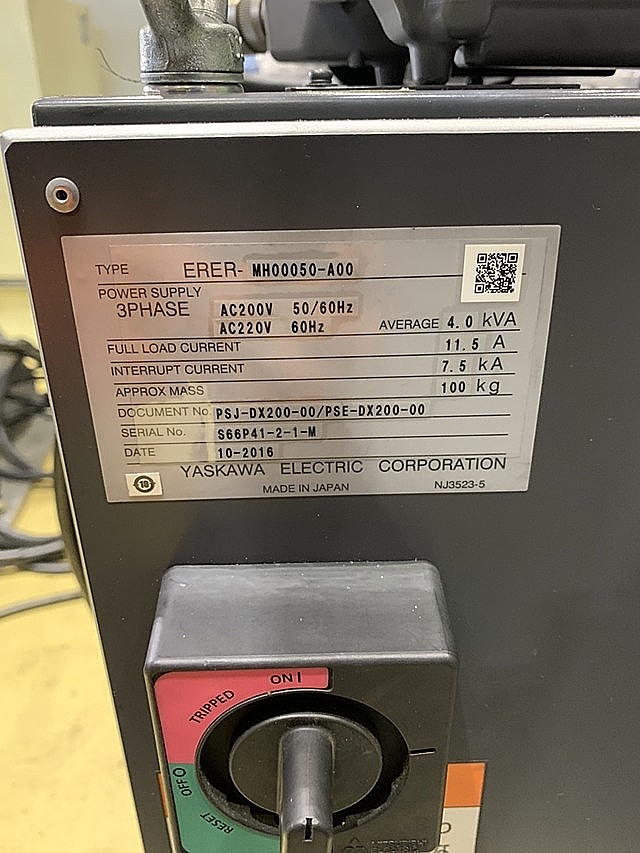 TYPE ERER- MH00050-A00
POWER SUPPLY
3PHASE AC200V 50/60Hz
AC220V 60Hz AVERAGE 4.0 kVA
FULL LOAD CURRENT 11.5 A
INTERRUPT CURRENT 7.5 kA
APPROX MASS 100 kg
DOCUMENT No. PSJ-DX200-00/PSE-DX200-00
SERIAL No. S66P41-2-1-M
DATE 10-2016
YASKAWA ELECTRIC CORPORATION
MADE IN JAPAN NJ3523-5
10
ON I
TRIPPED
OFF O
RESET
MITSUBISHI